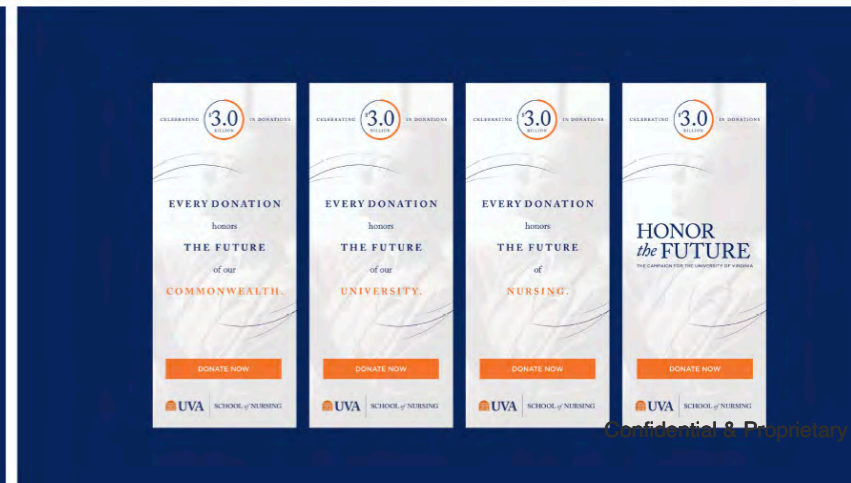 CELEBRATING $3.0 BILLION IN DONATIONS
EVERY DONATION
honors
THE FUTURE
of our
COMMONWEALTH.
DONATE NOW
UVA SCHOOL of NURSING
CELEBRATING $3.0 BILLION IN DONATIONS
EVERY DONATION
honors
THE FUTURE
of our
UNIVERSITY.
DONATE NOW
UVA SCHOOL of NURSING
CELEBRATING $3.0 BILLION IN DONATIONS
EVERY DONATION
honors
THE FUTURE
of
NURSING.
DONATE NOW
UVA SCHOOL of NURSING
CELEBRATING $3.0 BILLION IN DONATIONS
HONOR
the FUTURE
THE CAMPAIGN FOR THE UNIVERSITY OF VIRGINIA
DONATE NOW
UVA SCHOOL of NURSING
Confidential & Proprietary